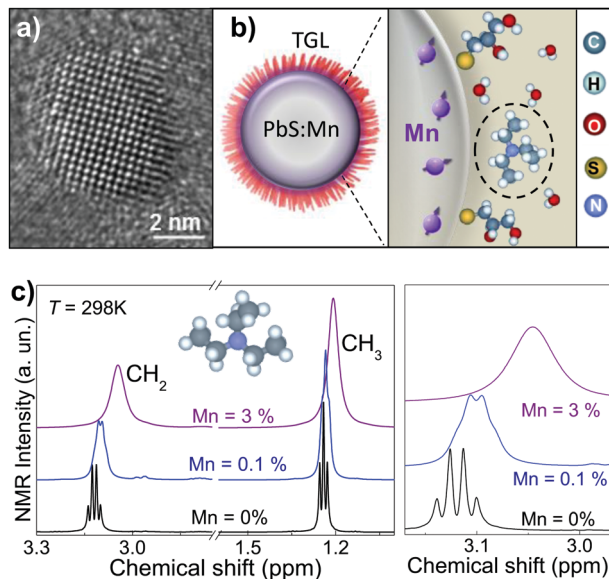 a)
2 nm
b)
TGL
PbS:Mn
Mn
C
H
O
S
N
c)
T = 298K
CH2
CH3
Mn = 3 %
Mn = 0.1 %
Mn = 0%
NMR Intensity (a. un.)
3.3 3.0 1.5 1.2
Chemical shift (ppm)
Mn = 3 %
Mn = 0.1 %
Mn = 0%
3.1 3.0
Chemical shift (ppm)